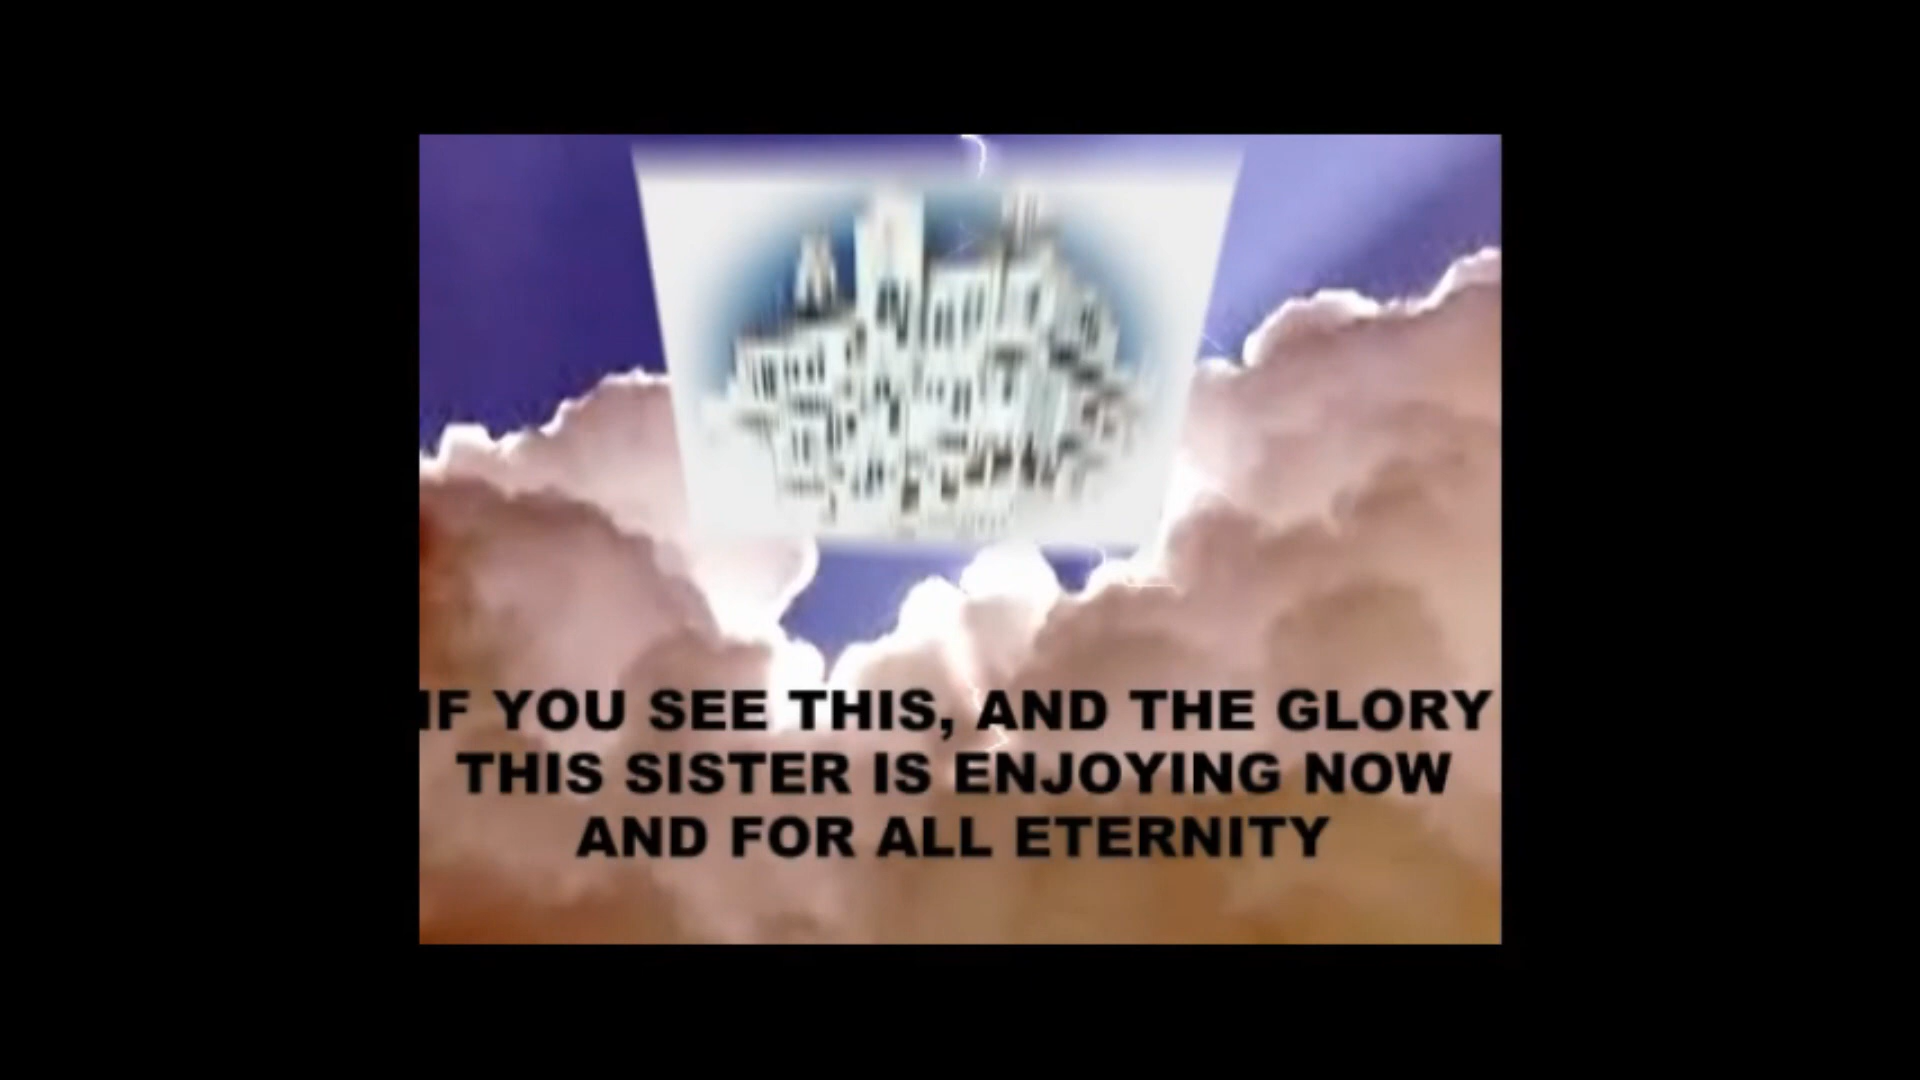 IF YOU SEE THIS, AND THE GLORY
THIS SISTER IS ENJOYING NOW
AND FOR ALL ETERNITY